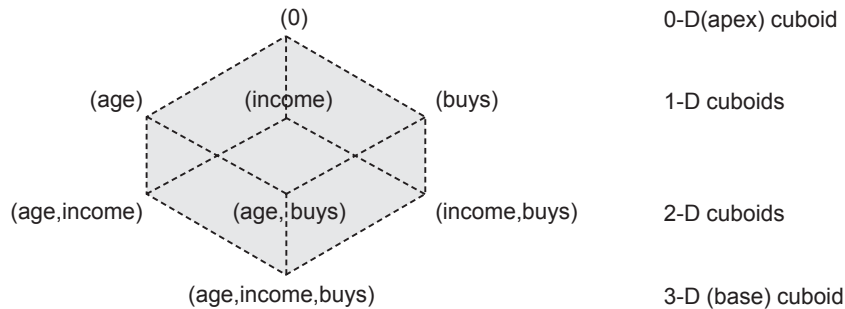 (0) 0-D(apex) cuboid
(age) (income) (buys) 1-D cuboids
(age,income) (age, buys) (income,buys) 2-D cuboids
(age,income,buys) 3-D (base) cuboid